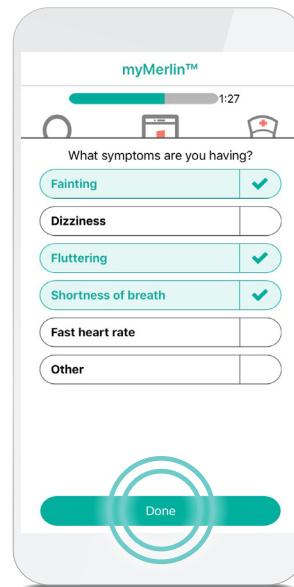 myMerlin™
1:27
What symptoms are you having?
Fainting
Dizziness
Fluttering
Shortness of breath
Fast heart rate
Other
Done